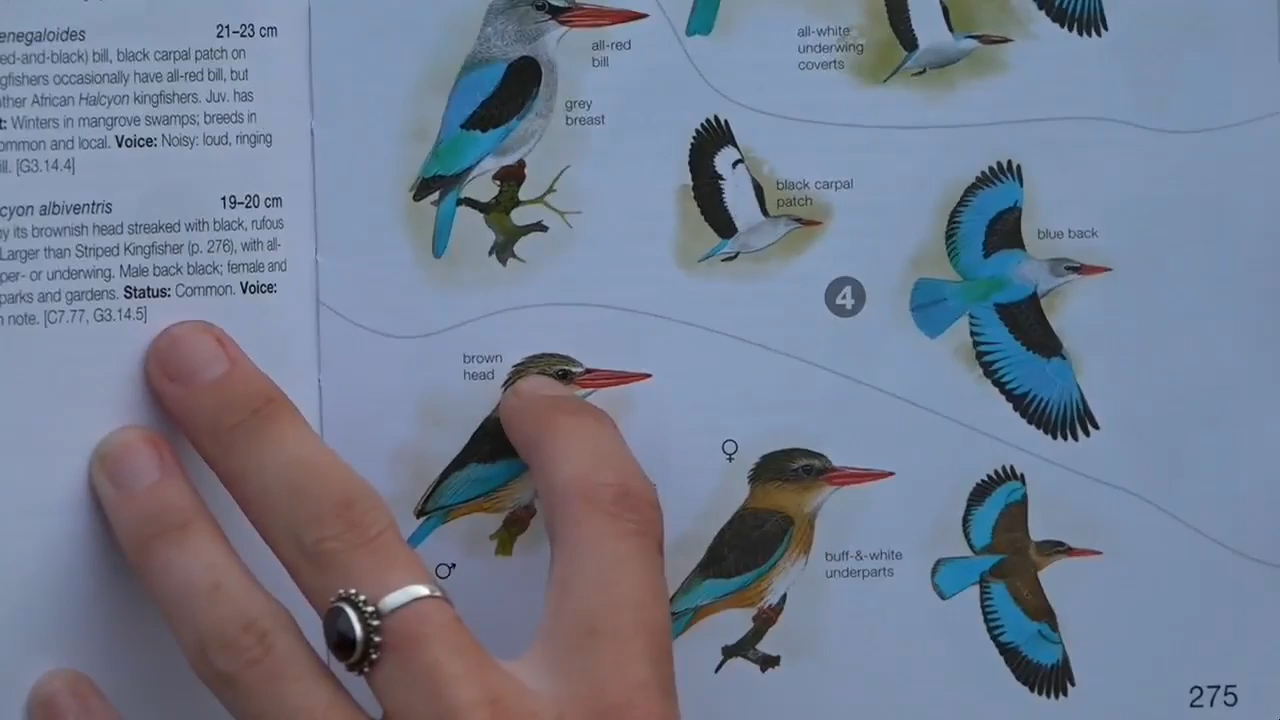 enegaloides 21–23 cm
ed-and-black) bill, black carpal patch on
gfishers occasionally have all-red bill, but
ther African Halcyon kingfishers. Juv. has
t: Winters in mangrove swamps; breeds in
ommon and local. Voice: Noisy: loud, ringing
ill. [G3.14.4]
cyon albiventris 19–20 cm
y its brownish head streaked with black, rufous
Larger than Striped Kingfisher (p. 276), with all-
per- or underwing. Male back black; female and
parks and gardens. Status: Common. Voice:
n note. [C7.77, G3.14.5]
all-red
bill
grey
breast
all-white
underwing
coverts
black carpal
patch
blue back
4
brown
head
♂
♀
buff-&-white
underparts
275